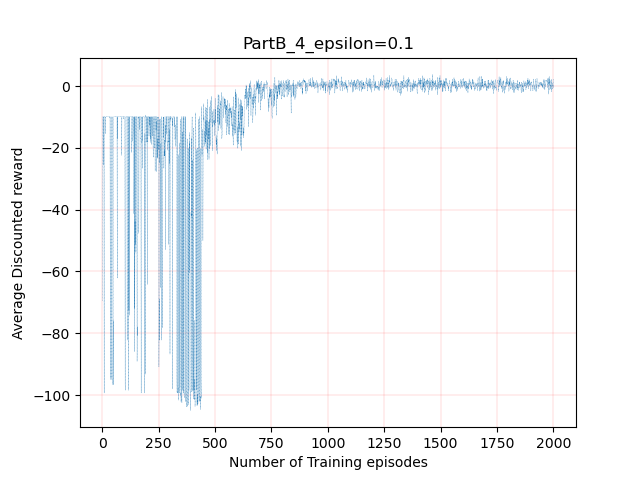 PartB_4_epsilon=0.1
Average Discounted reward
0
−20
−40
−60
−80
−100
0 250 500 750 1000 1250 1500 1750 2000
Number of Training episodes